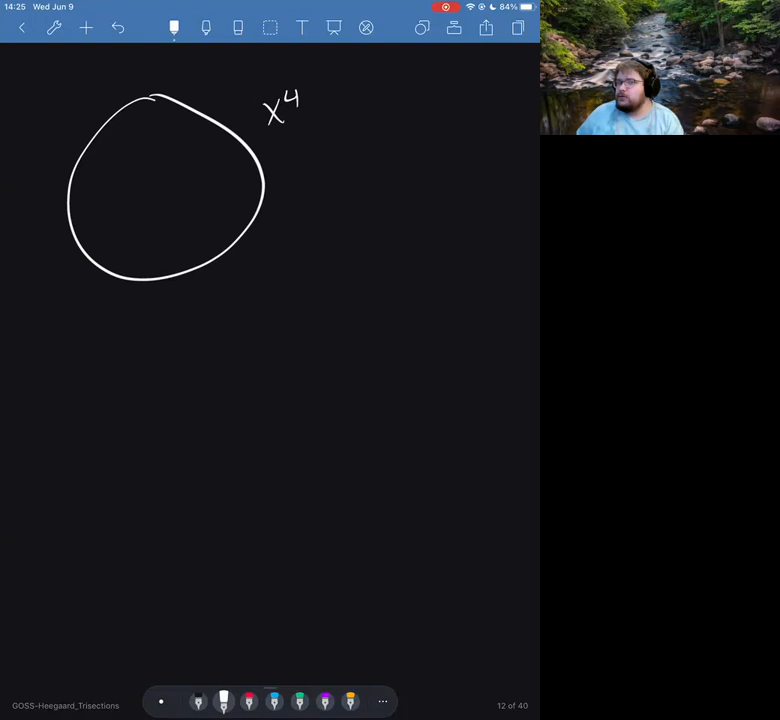 14:25 Wed Jun 9
84%
X⁴
GOSS-Heegaard_Trisections
12 of 40